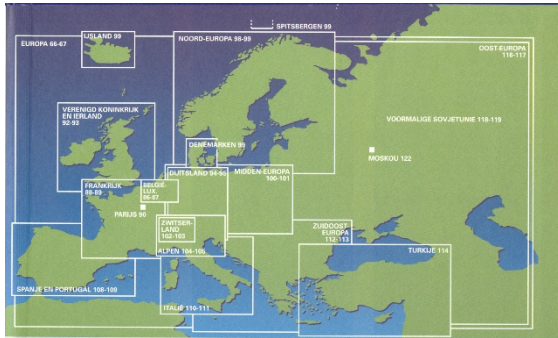 SPITSBERGEN 99
IJSLAND 99
EUROPA 66-67
NOORD-EUROPA 98-99
OOST-EUROPA
116-117
VERENIGD KONINKRIJK
EN IERLAND
92-93
VOORMALIGE SOVJETUNIE 118-119
DENEMARKEN 99
MOSKOU 122
DUITSLAND 94-95
MIDDEN-EUROPA
100-101
FRANKRIJK
88-89
BELGIË-
LUX.
86-87
PARIJS 90
ZWITSER-
LAND
102-103
ZUIDOOST-
EUROPA
112-113
ALPEN 104-105
TURKIJE 114
SPANJE EN PORTUGAL 108-109
ITALIË 110-111